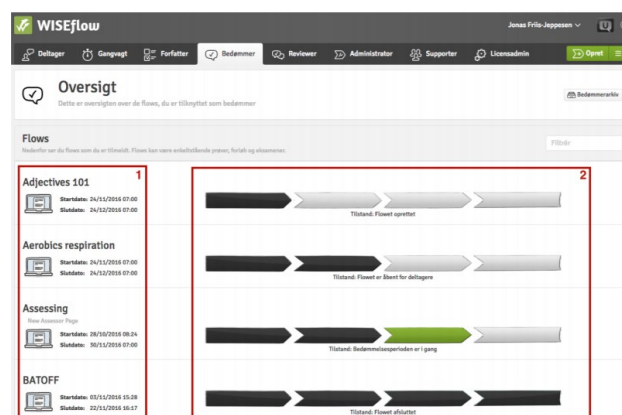 WISEflow
Jonas Friis-Jeppesen
Deltager
Gangvagt
Forfatter
Bedømmer
Reviewer
Administrator
Supporter
Licensadmin
Opret
Oversigt
Dette er oversigten over de flows, du er tilknyttet som bedømmer
Bedømmerarkiv
Flows
Nedenfor ser du flows som du er tilmeldt. Flows kan være enkeltstående prøver, forløb og eksamener.
Filtrér
1
2
Adjectives 101
Startdato: 24/11/2016 07:00
Slutdato: 24/12/2016 07:00
Tilstand: Flowet oprettet
Aerobics respiration
Startdato: 24/11/2016 07:00
Slutdato: 24/12/2016 07:00
Tilstand: Flowet er åbent for deltagere
Assessing
New Assessor Page
Startdato: 28/10/2016 08:24
Slutdato: 30/11/2016 07:00
Tilstand: Bedømmelsesperioden er i gang
BATOFF
Startdato: 03/11/2016 15:28
Slutdato: 22/11/2016 16:17
Tilstand: Flowet afsluttet